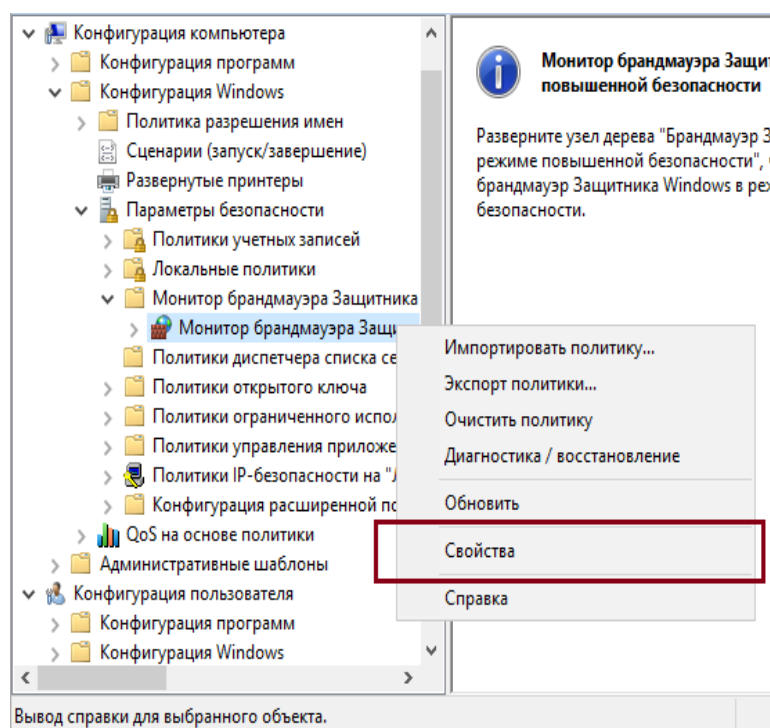 Конфигурация компьютера
Конфигурация программ
Конфигурация Windows
Политика разрешения имен
Сценарии (запуск/завершение)
Развернутые принтеры
Параметры безопасности
Политики учетных записей
Локальные политики
Монитор брандмауэра Защитника
Монитор брандмауэра Защи
Политики диспетчера списка се
Политики открытого ключа
Политики ограниченного испол
Политики управления приложе
Политики IP-безопасности на "Л
Конфигурация расширенной по
QoS на основе политики
Административные шаблоны
Конфигурация пользователя
Конфигурация программ
Конфигурация Windows
Монитор брандмауэра Защит
повышенной безопасности
Разверните узел дерева "Брандмауэр З
режиме повышенной безопасности",
брандмауэр Защитника Windows в реж
безопасности.
Импортировать политику...
Экспорт политики...
Очистить политику
Диагностика / восстановление
Обновить
Свойства
Справка
Вывод справки для выбранного объекта.